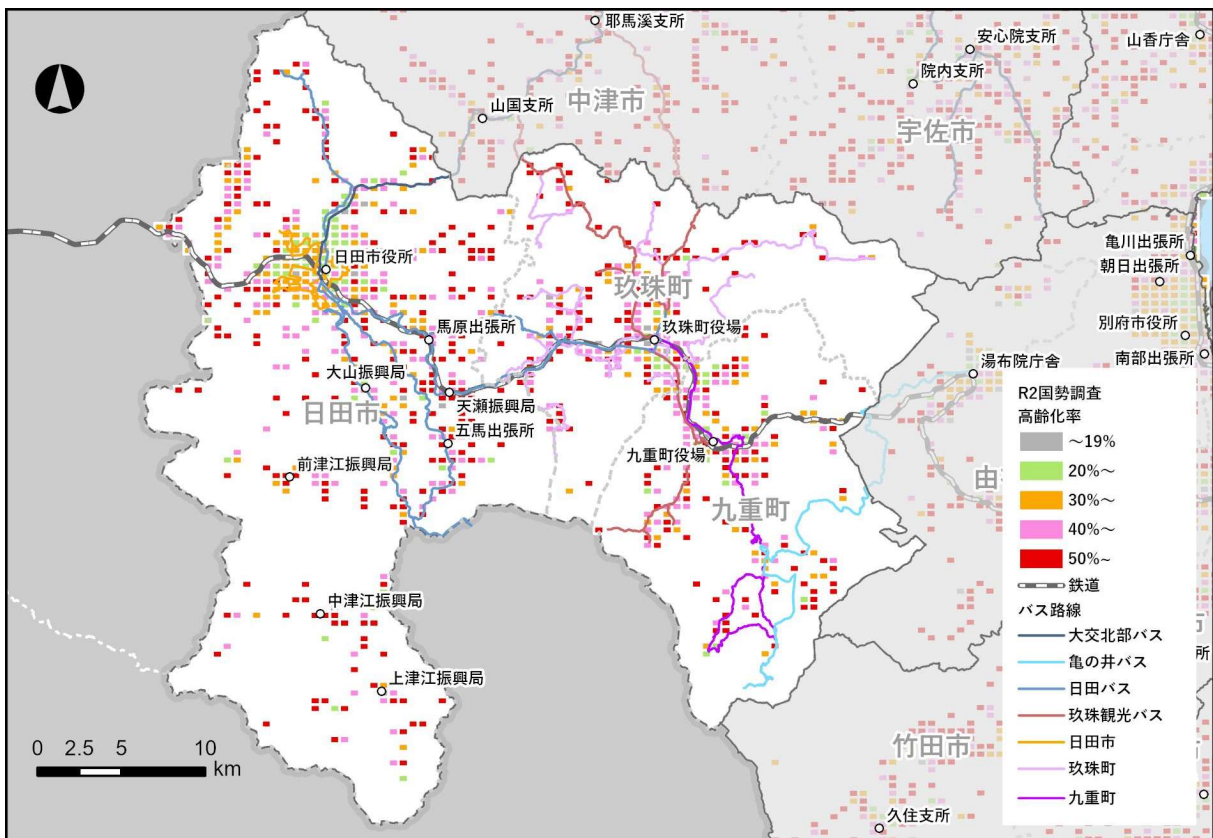 耶馬溪支所
安心院支所
山香庁舎
院内支所
中津市
山国支所
宇佐市
亀川出張所
朝日出張所
日田市役所
玖珠町
別府市役所
馬原出張所
玖珠町役場
南部出張所
湯布院庁舎
大山振興局
天瀬振興局
日田市
五馬出張所
九重町役場
前津江振興局
九重町
由
中津江振興局
上津江振興局
竹田市
久住支所
市
所
市
0 2.5 5 10
km
R2国勢調査
高齢化率
～19%
20%～
30%～
40%～
50%～
鉄道
バス路線
大交北部バス
亀の井バス
日田バス
玖珠観光バス
日田市
玖珠町
九重町